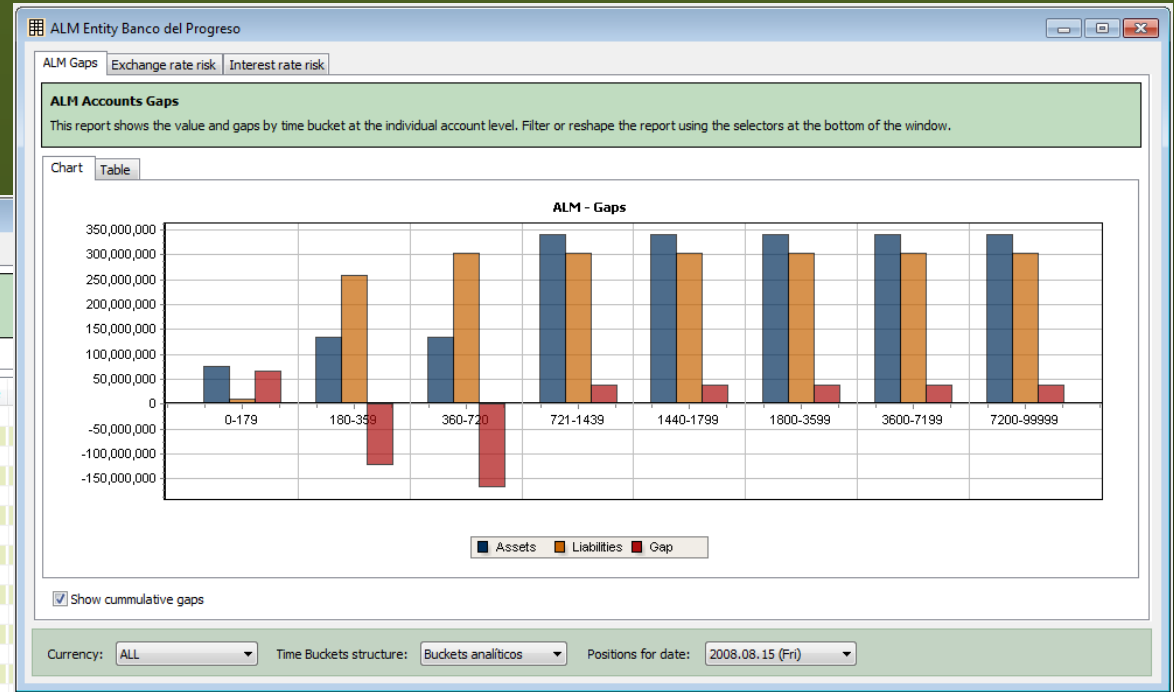 ALM Entity Banco del Progreso
ALM Gaps Exchange rate risk Interest rate risk
ALM Accounts Gaps
This report shows the value and gaps by time bucket at the individual account level. Filter or reshape the report using the selectors at the bottom of the window.
Chart Table
ALM - Gaps
350,000,000
300,000,000
250,000,000
200,000,000
150,000,000
100,000,000
50,000,000
0
-50,000,000
-100,000,000
-150,000,000
0-179 180-359 360-720 721-1439 1440-1799 1800-3599 3600-7199 7200-99999
Assets Liabilities Gap
Show cummulative gaps
Currency: ALL Time Buckets structure: Buckets analíticos Positions for date: 2008.08.15 (Fri)